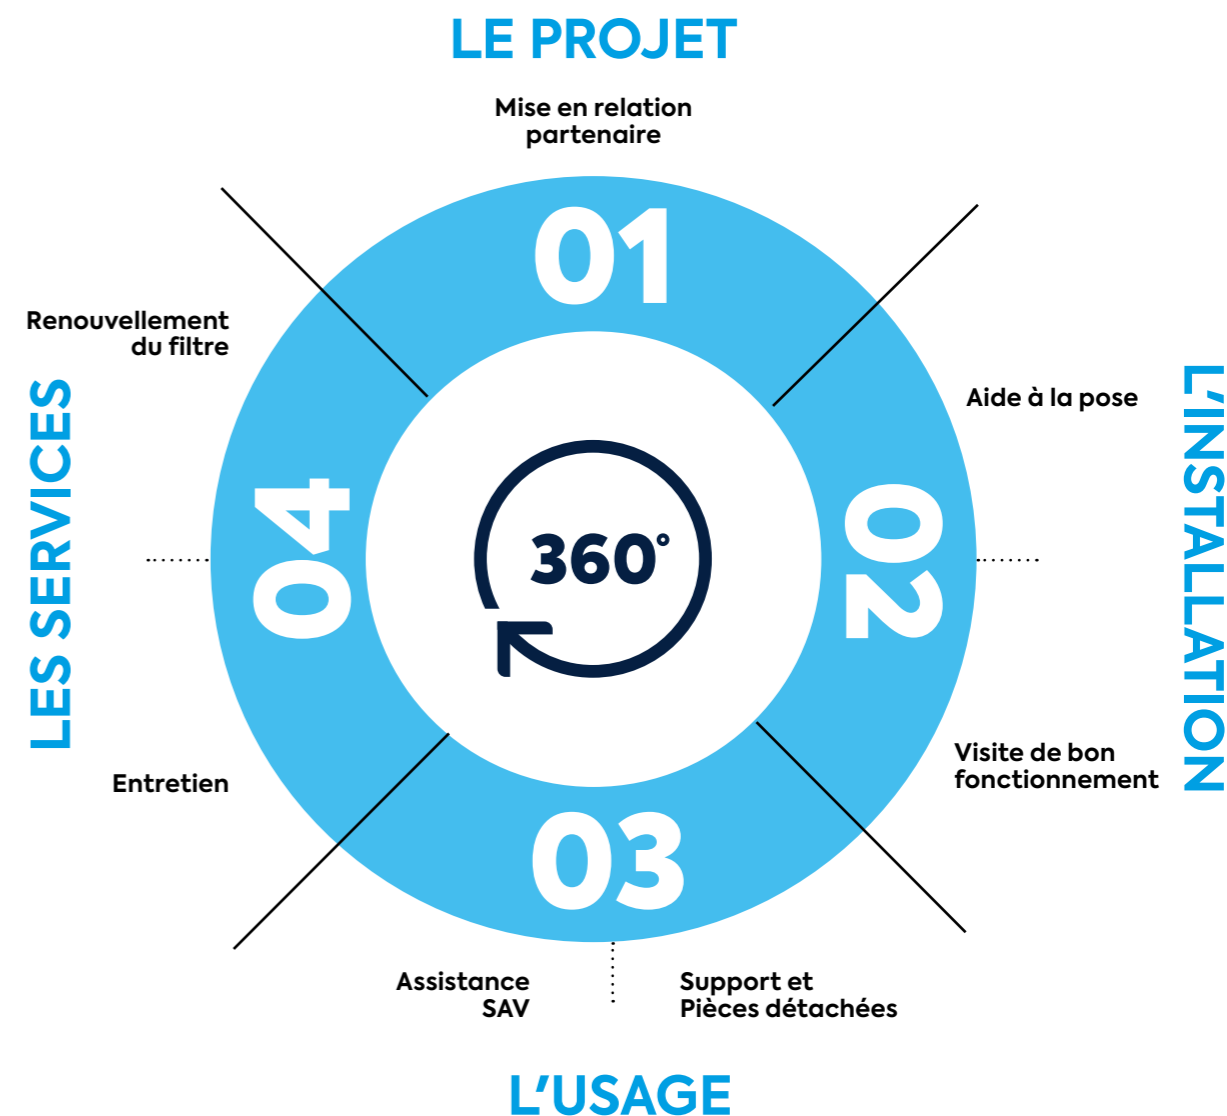 LE PROJET
Mise en relation
partenaire
01
Renouvellement
du filtre
Aide à la pose
LES SERVICES
L'INSTALLATION
04
360°
02
Visite de bon
fonctionnement
Entretien
03
Assistance
SAV
Support et
Pièces détachées
L'USAGE